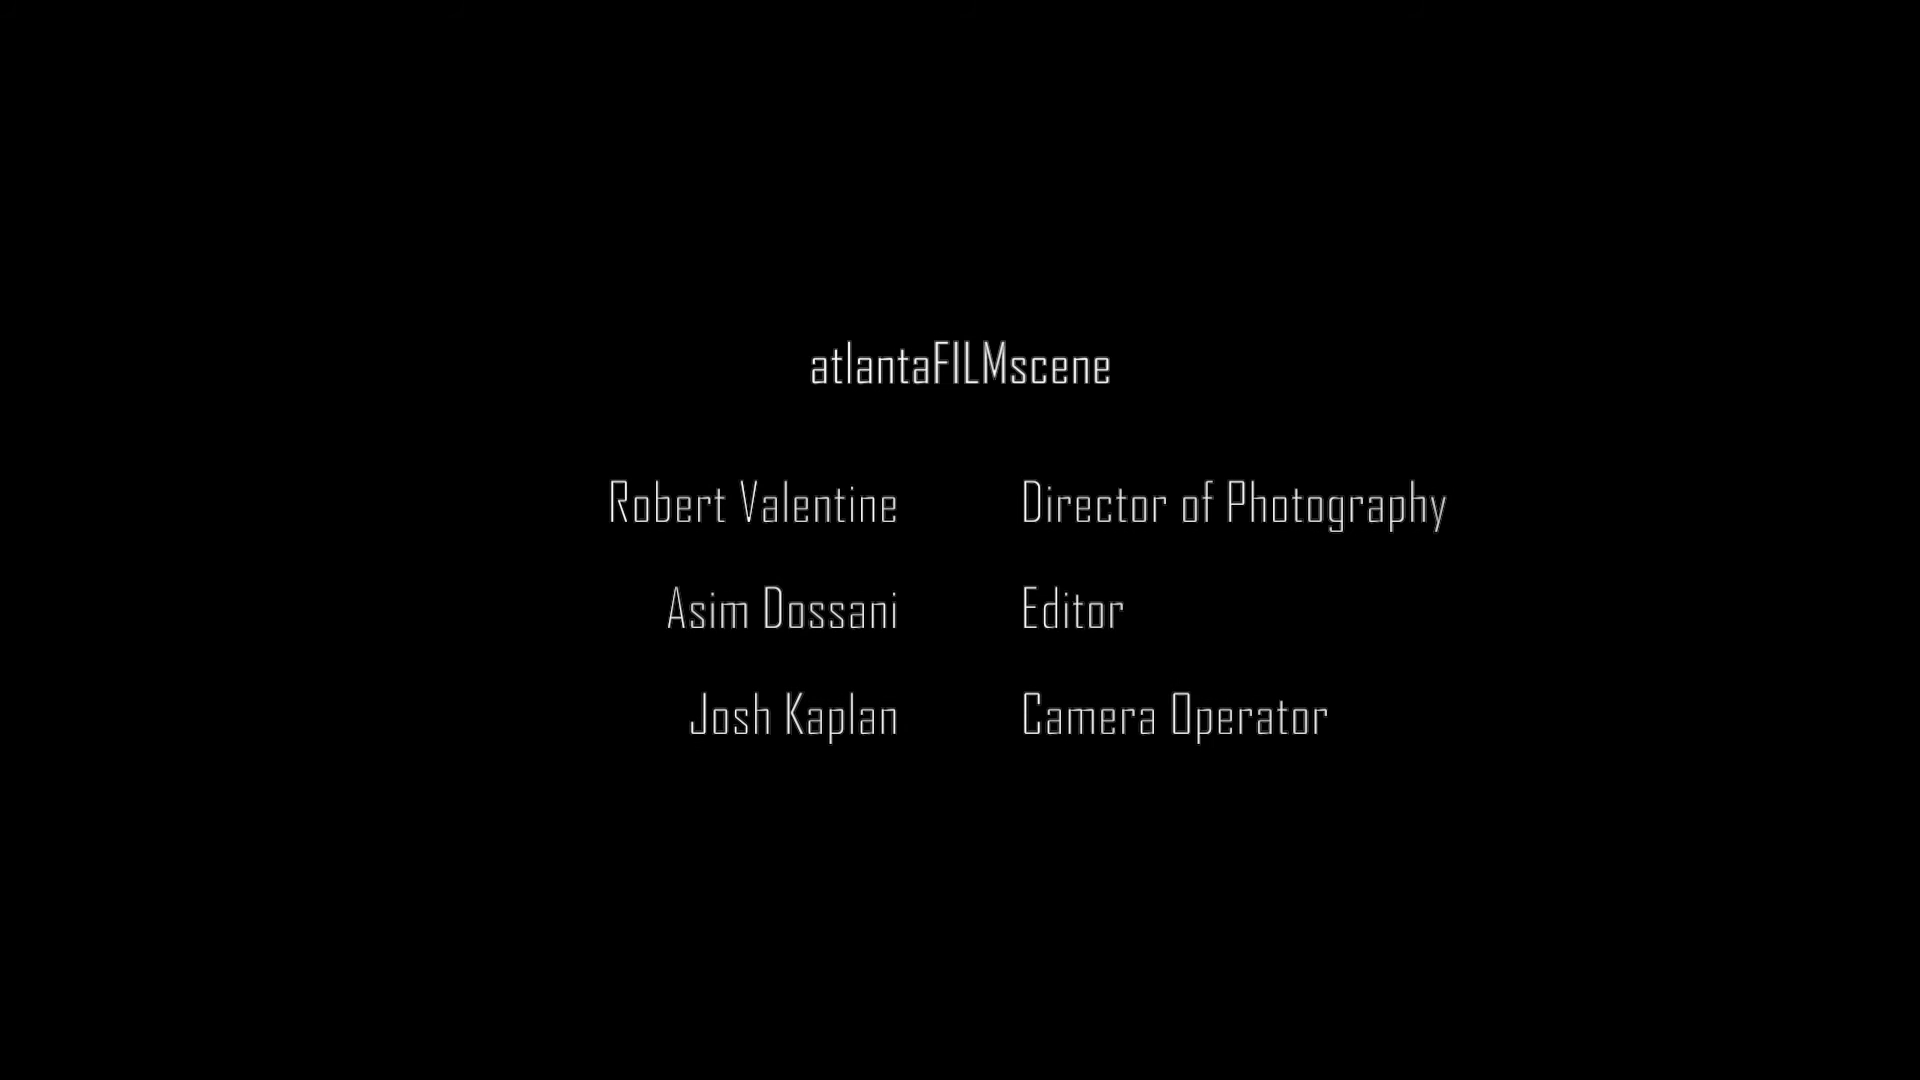 atlantaFILMscene
Robert Valentine Director of Photography
Asim Dossani Editor
Josh Kaplan Camera Operator